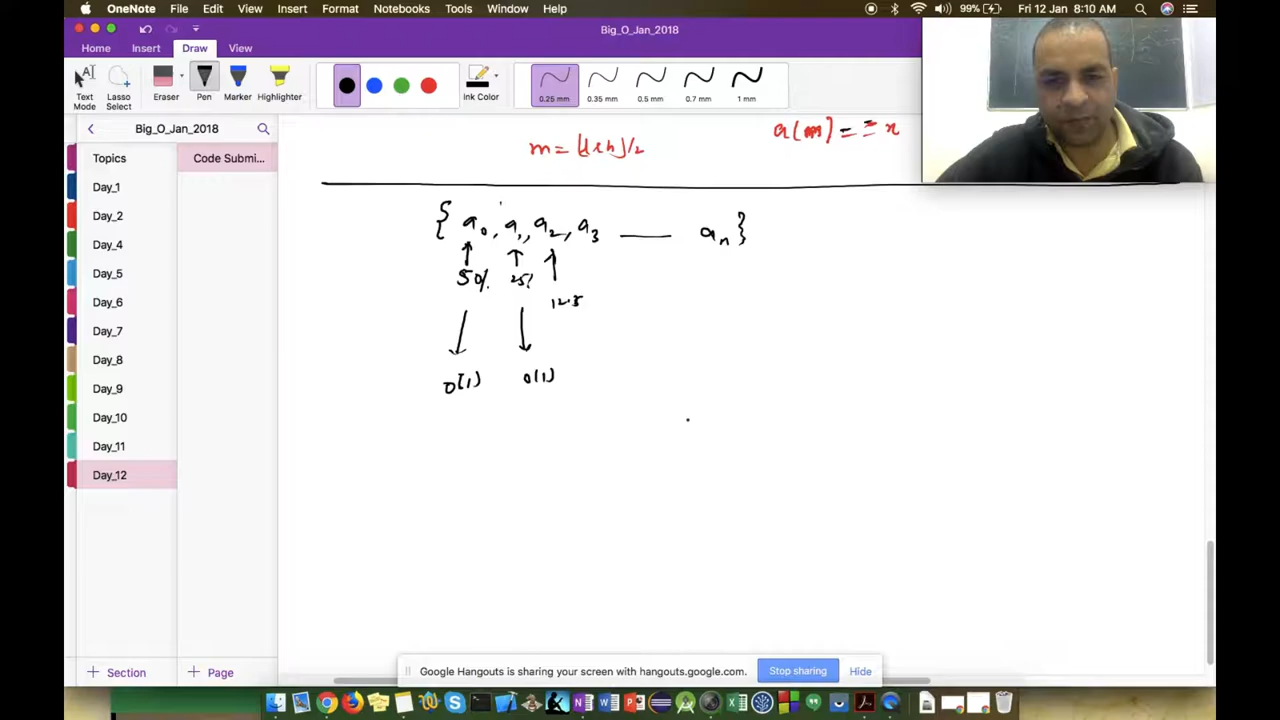 OneNote File Edit View Insert Format Notebooks Tools Window Help 99% Fri 12 Jan 8:10 AM
Big_O_Jan_2018
Home Insert Draw View
Text Mode Lasso Select Eraser Pen Marker Highlighter Ink Color 0.25 mm 0.35 mm 0.5 mm 0.7 mm 1 mm
Big_O_Jan_2018
Topics
Day_1
Day_2
Day_4
Day_5
Day_6
Day_7
Day_8
Day_9
Day_10
Day_11
Day_12
+ Section
Code Submi...
+ Page
m = (l+h)/2 a(m) == x
{ a0, a1, a2, a3 —— an }
50% 25% 12.5
O(1) O(1)
Google Hangouts is sharing your screen with hangouts.google.com. Stop sharing Hide